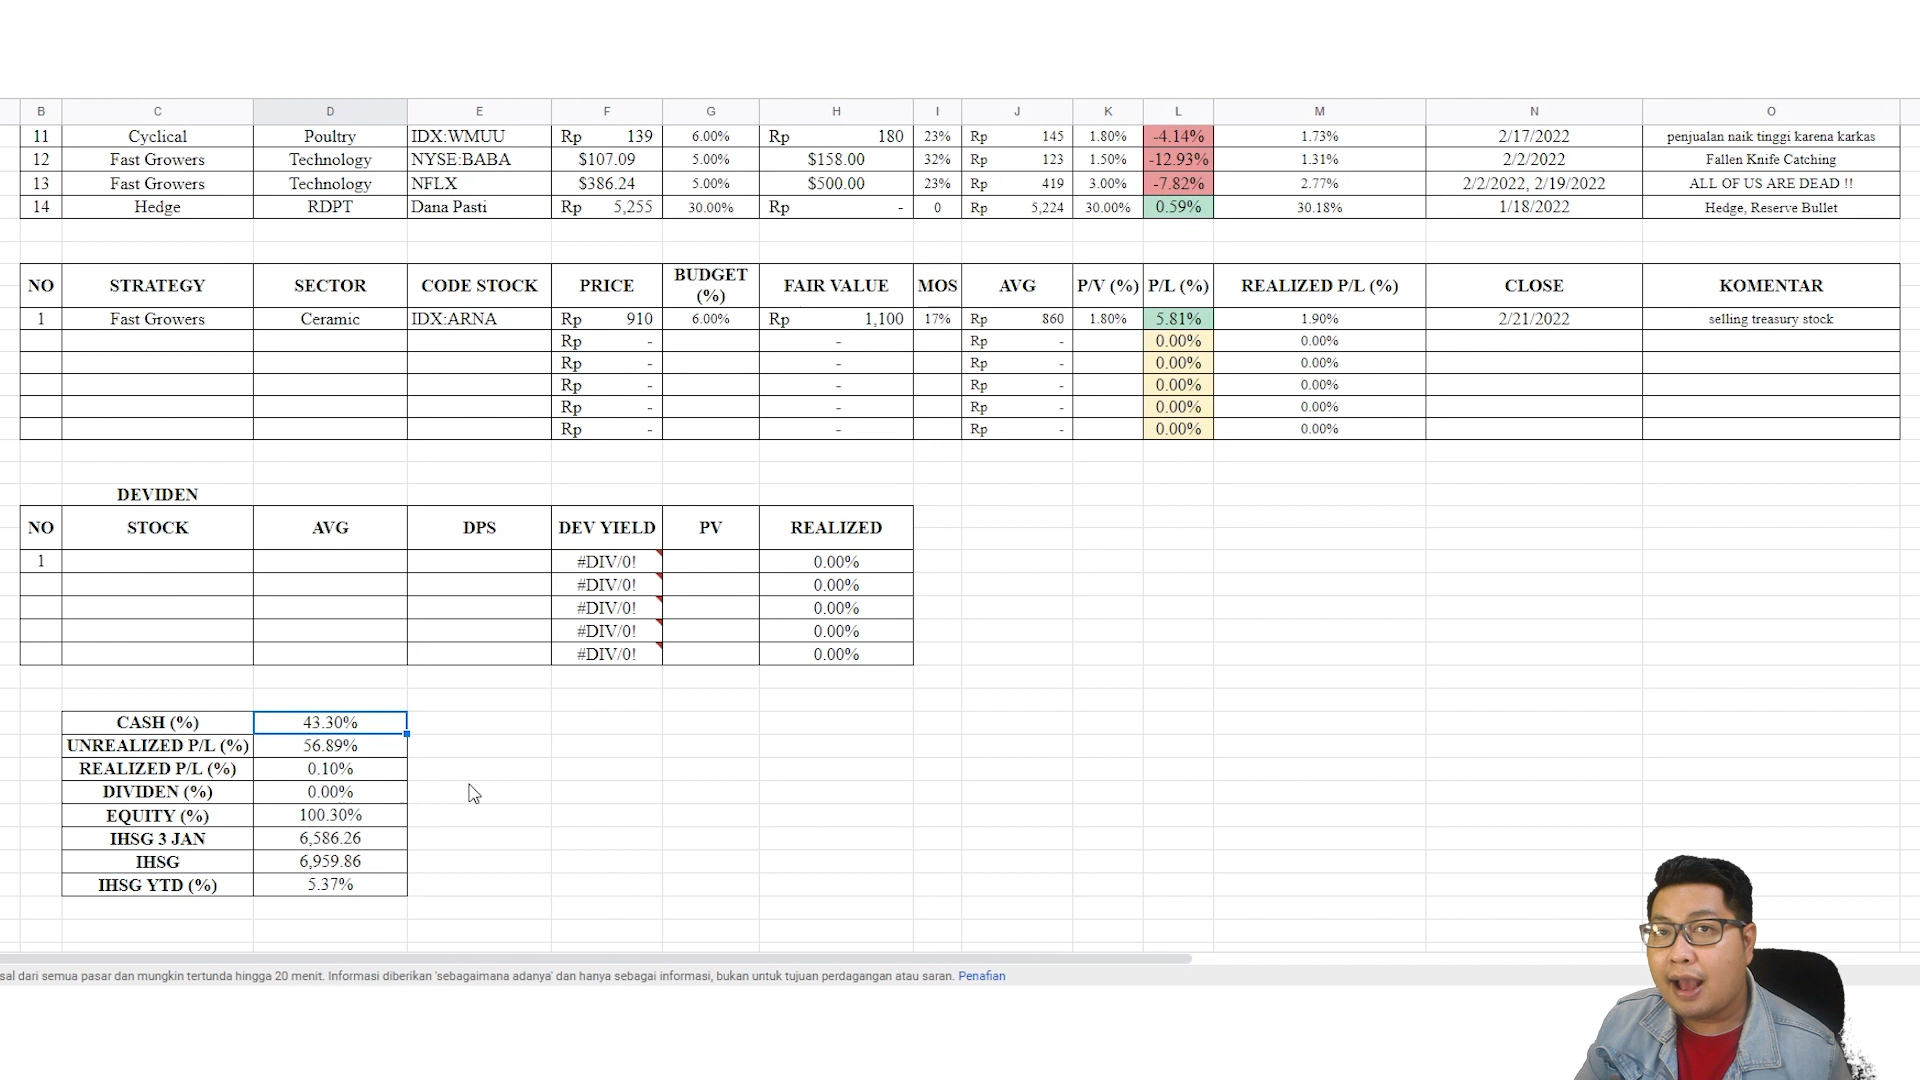 B C D E F G H I J K L M N O
11 Cyclical Poultry IDX:WMUU Rp 139 6.00% Rp 180 23% Rp 145 1.80% -4.14% 1.73% 2/17/2022 penjualan naik tinggi karena karkas
12 Fast Growers Technology NYSE:BABA $107.09 5.00% $158.00 32% Rp 123 1.50% -12.93% 1.31% 2/2/2022 Fallen Knife Catching
13 Fast Growers Technology NFLX $386.24 5.00% $500.00 23% Rp 419 3.00% -7.82% 2.77% 2/2/2022, 2/19/2022 ALL OF US ARE DEAD !!
14 Hedge RDPT Dana Pasti Rp 5,255 30.00% Rp - 0 Rp 5,224 30.00% 0.59% 30.18% 1/18/2022 Hedge, Reserve Bullet
NO STRATEGY SECTOR CODE STOCK PRICE BUDGET (%) FAIR VALUE MOS AVG P/V (%) P/L (%) REALIZED P/L (%) CLOSE KOMENTAR
1 Fast Growers Ceramic IDX:ARNA Rp 910 6.00% Rp 1,100 17% Rp 860 1.80% 5.81% 1.90% 2/21/2022 selling treasury stock
Rp - - Rp - 0.00% 0.00%
Rp - - Rp - 0.00% 0.00%
Rp - - Rp - 0.00% 0.00%
Rp - - Rp - 0.00% 0.00%
Rp - - Rp - 0.00% 0.00%
DEVIDEN
NO STOCK AVG DPS DEV YIELD PV REALIZED
1 #DIV/0! 0.00%
#DIV/0! 0.00%
#DIV/0! 0.00%
#DIV/0! 0.00%
#DIV/0! 0.00%
CASH (%) 43.30%
UNREALIZED P/L (%) 56.89%
REALIZED P/L (%) 0.10%
DIVIDEN (%) 0.00%
EQUITY (%) 100.30%
IHSG 3 JAN 6,586.26
IHSG 6,959.86
IHSG YTD (%) 5.37%
sal dari semua pasar dan mungkin tertunda hingga 20 menit. Informasi diberikan 'sebagaimana adanya' dan hanya sebagai informasi, bukan untuk tujuan perdagangan atau saran. Penafian